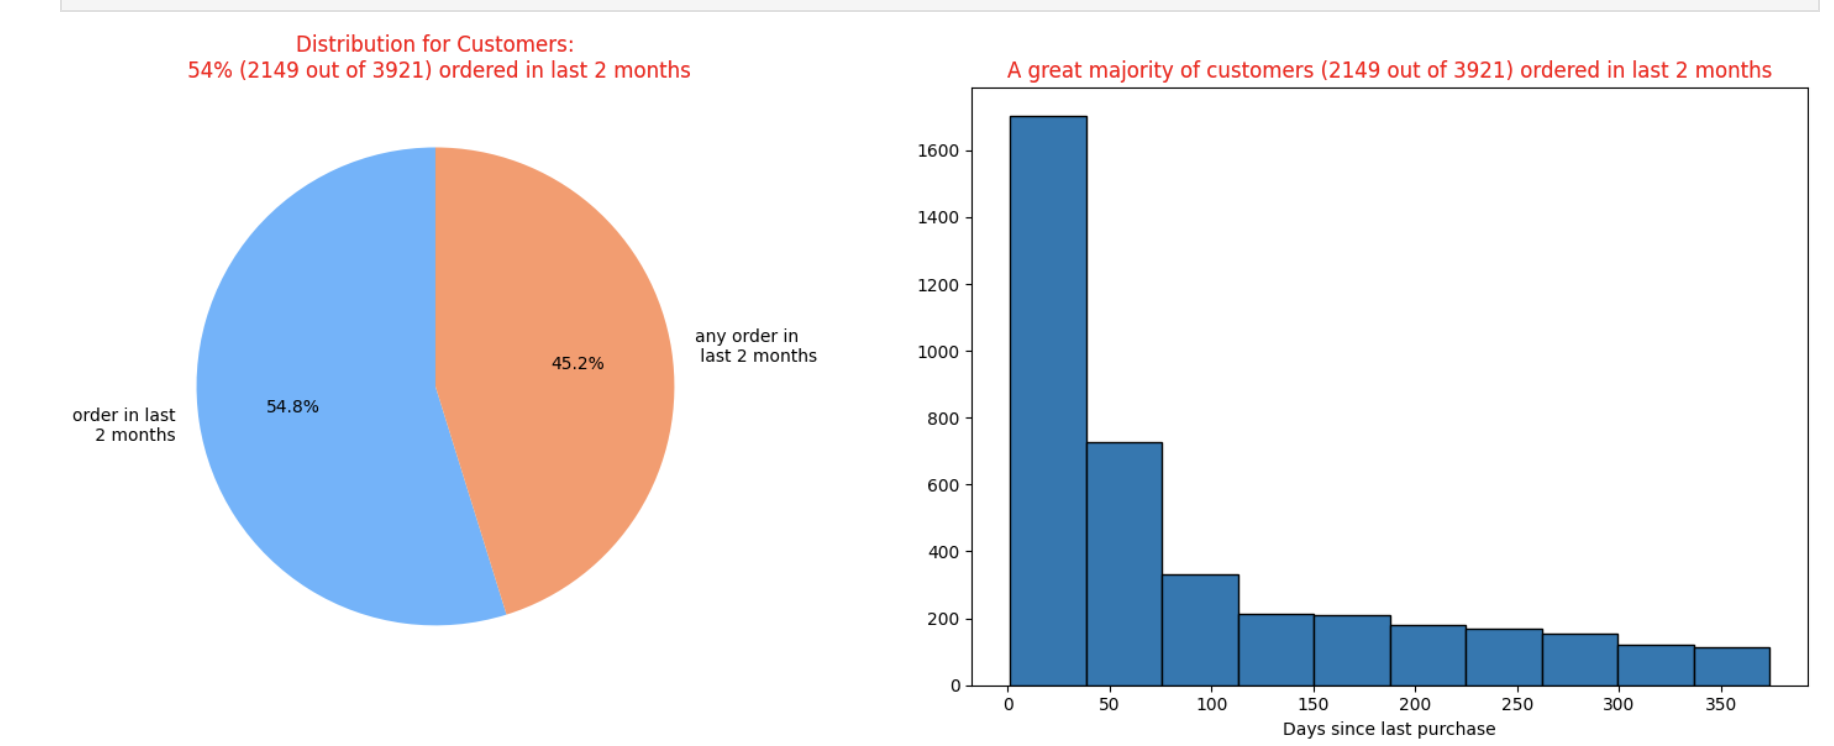 Distribution for Customers:
54% (2149 out of 3921) ordered in last 2 months
any order in
last 2 months
45.2%
54.8%
order in last
2 months
A great majority of customers (2149 out of 3921) ordered in last 2 months
1600
1400
1200
1000
800
600
400
200
0
0 50 100 150 200 250 300 350
Days since last purchase